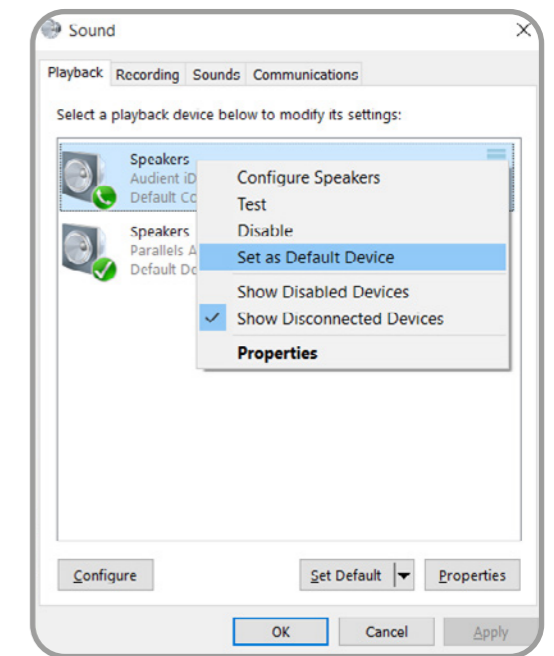 Sound
Playback Recording Sounds Communications
Select a playback device below to modify its settings:
Speakers
Audient iD
Default Co
Speakers
Parallels A
Default De
Configure Speakers
Test
Disable
Set as Default Device
Show Disabled Devices
Show Disconnected Devices
Properties
Configure Set Default Properties
OK Cancel Apply